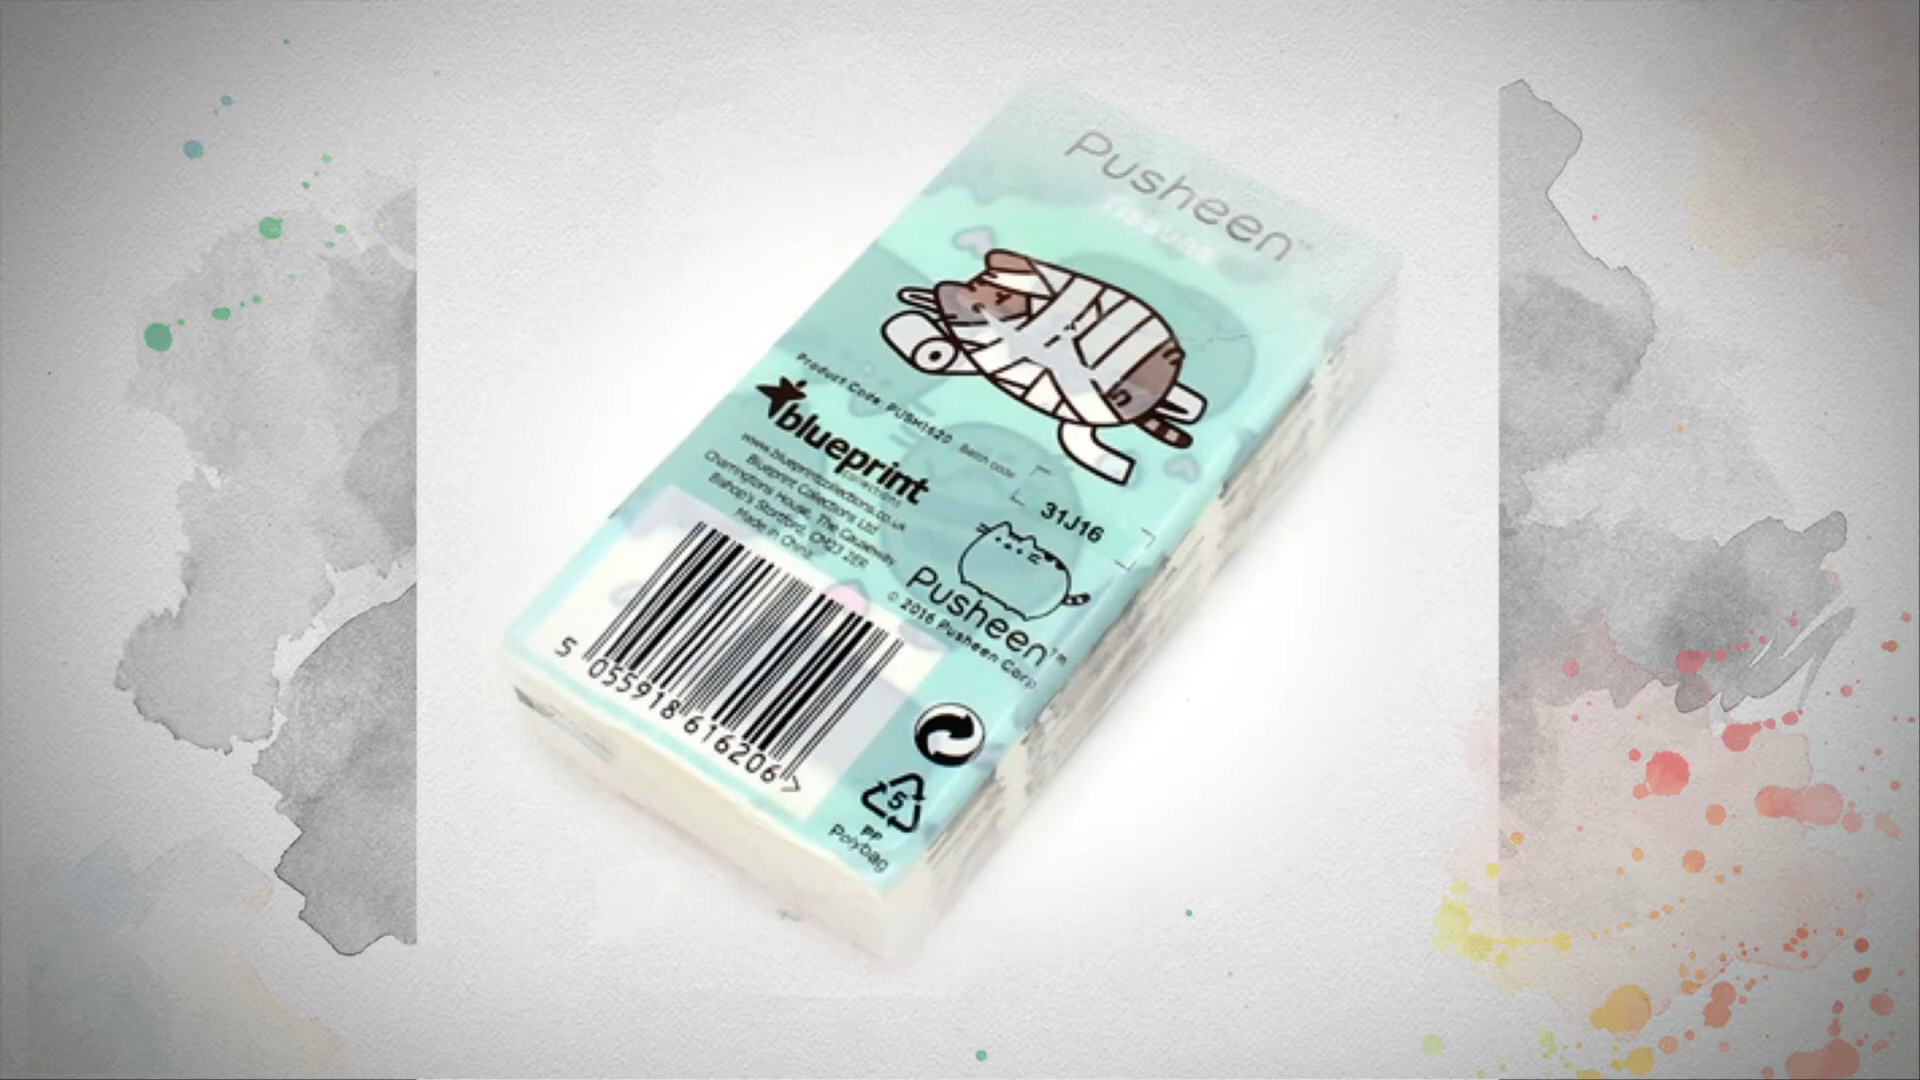 Pusheen™
tissues
Product Code: PUSH1620 Batch code
blueprint
collections
www.blueprintcollections.co.uk
Blueprint Collections Ltd
Charringtons House, The Causeway,
Bishop's Stortford, CM23 2ER
Made in China
31J16
Pusheen™
© 2016 Pusheen Corp
5 055918 616206 >
5
PP
Polybag